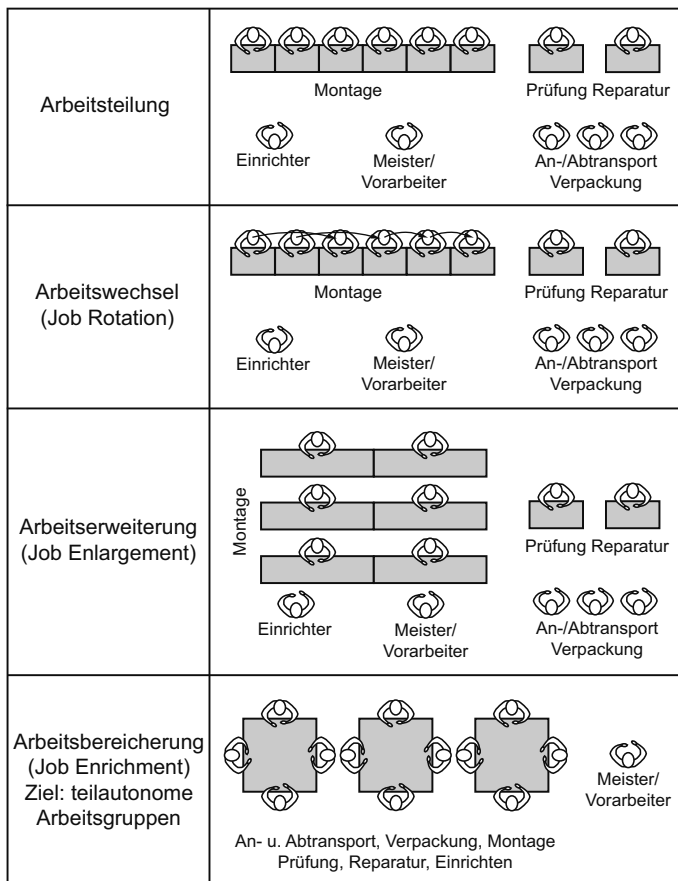 Arbeitsteilung
Montage
Prüfung Reparatur
Einrichter
Meister/
Vorarbeiter
An-/Abtransport
Verpackung
Arbeitswechsel
(Job Rotation)
Montage
Prüfung Reparatur
Einrichter
Meister/
Vorarbeiter
An-/Abtransport
Verpackung
Arbeitserweiterung
(Job Enlargement)
Montage
Prüfung Reparatur
Einrichter
Meister/
Vorarbeiter
An-/Abtransport
Verpackung
Arbeitsbereicherung
(Job Enrichment)
Ziel: teilautonome
Arbeitsgruppen
Meister/
Vorarbeiter
An- u. Abtransport, Verpackung, Montage
Prüfung, Reparatur, Einrichten